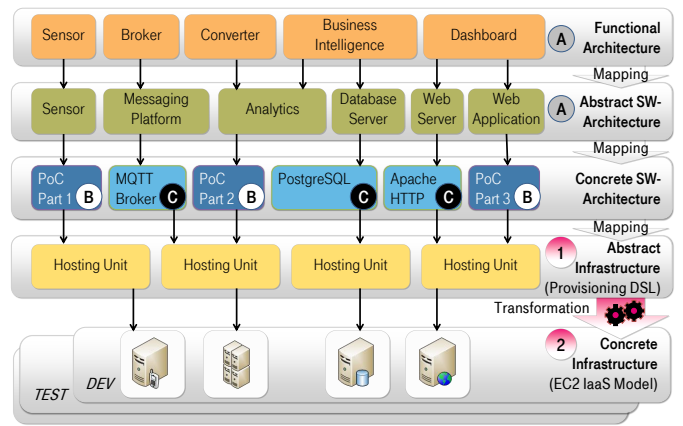 Sensor
Broker
Converter
Business
Intelligence
Dashboard
A
Functional
Architecture
Mapping
Sensor
Messaging
Platform
Analytics
Database
Server
Web
Server
Web
Application
A
Abstract SW-
Architecture
Mapping
PoC
Part 1
B
MQTT
Broker
C
PoC
Part 2
B
PostgreSQL
C
Apache
HTTP
C
PoC
Part 3
B
Concrete SW-
Architecture
Mapping
Hosting Unit
Hosting Unit
Hosting Unit
Hosting Unit
1
Abstract
Infrastructure
(Provisioning DSL)
Transformation
2
Concrete
Infrastructure
(EC2 IaaS Model)
DEV
TEST